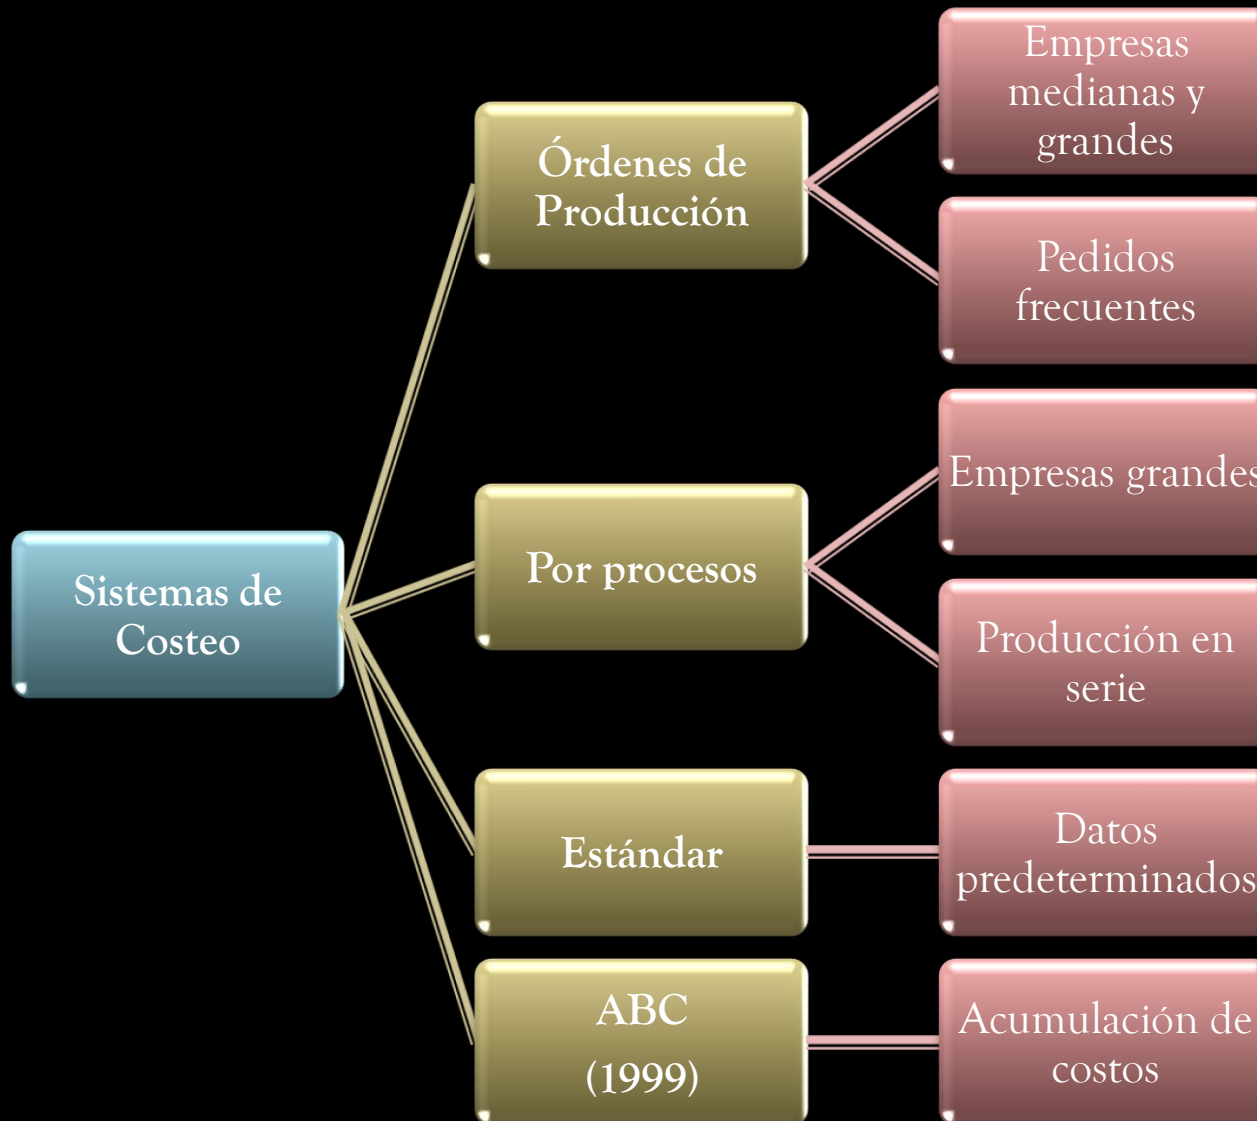 Sistemas de
Costeo
Órdenes de
Producción
Empresas
medianas y
grandes
Pedidos
frecuentes
Por procesos
Empresas grandes
Producción en
serie
Estándar
Datos
predeterminados
ABC
(1999)
Acumulación de
costos